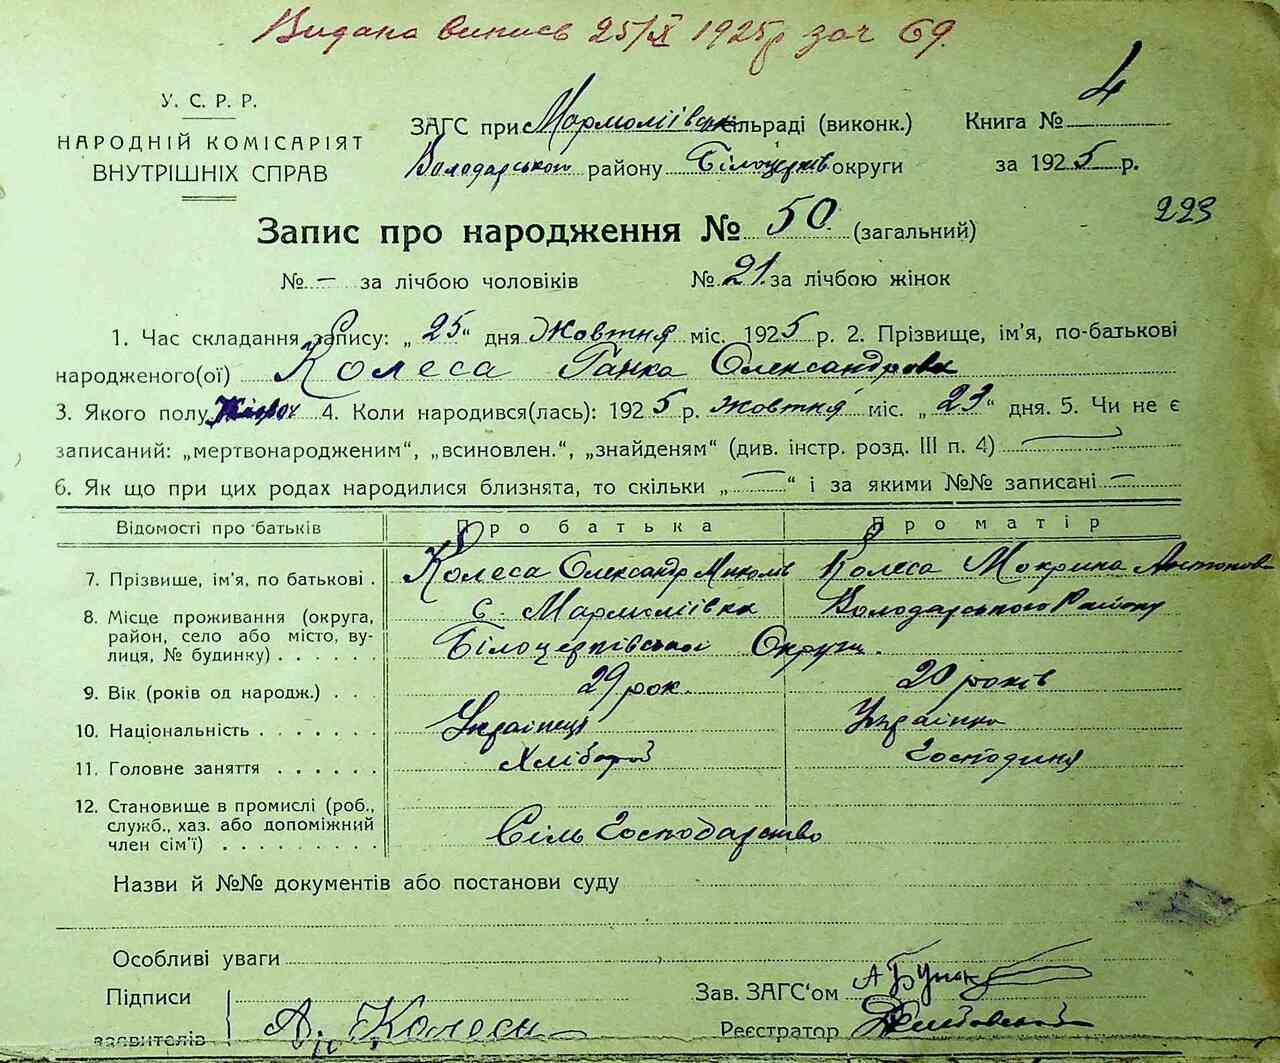 Видана Випись 25/X 1925р зач 69.
У. С. Р. Р.
НАРОДНІЙ КОМІСАРІЯТ
ВНУТРІШНІХ СПРАВ
ЗАГС при Мармоліївськ сільраді (виконк.) Книга № 4
Володарського району Білоцерків округи за 1925 р.
223
Запис про народження № 50. (загальний)
№ – за лічбою чоловіків № 21. за лічбою жінок
1. Час складання запису: „25“ дня Жовтня міс. 1925 р. 2. Прізвище, ім'я, по-батькові
народженого(ої) Колеса Ганка Олександрова
3. Якого полу Жіноч 4. Коли народився(лась): 1925 р. Жовтня міс. „23“ дня. 5. Чи не є
записаний: „мертвонародженим“, „всиновлен.“, „знайденям“ (див. інстр. розд. III п. 4)
6. Як що при цих родах народилися близнята, то скільки „—“ і за якими №№ записані —
Відомості про батьків Про батька Про матір
7. Прізвище, ім'я, по батькові . Колеса Олександр Миколів Колеса Мокрина
8. Місце проживання (округа, район, село або місто, вулиця, № будинку) . . . . . . с. Мармуліївка Володарського Району
Білоцерківської Округи.
9. Вік (років од народж.) . . 29 рок. 20 років
10. Національність . . . . . . . Українець Українка
11. Головне заняття . . . . . . Хлібороб Господиня
12. Становище в промислі (роб., служб., хаз. або допоміжний член сім'ї) . . . . . . . . . Сіль Господарство
Назви й №№ документів або постанови суду
Особливі уваги
Підписи
заявителів А. Колеса
Зав. ЗАГС'ом
Реєстратор